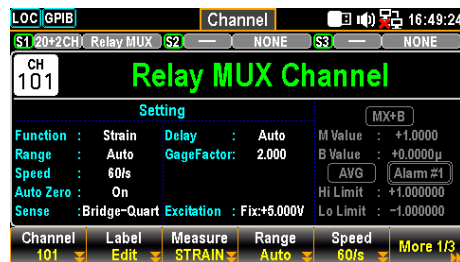 LOC GPIB Channel 16:49:24
S1 20+2CH Relay MUX S2 — NONE S3 — NONE
CH 101 Relay MUX Channel
Setting MX+B
Function : Strain Delay : Auto M Value : +1.0000
Range : Auto GageFactor: 2.000 B Value : +0.0000µ
Speed : 60/s AVG Alarm #1
Auto Zero : On Hi Limit : +1.000000
Sense :Bridge-Quart Excitation : Fix:+5.000V Lo Limit : -1.000000
Channel Label Measure Range Speed More 1/3
101 Edit STRAIN Auto 60/s